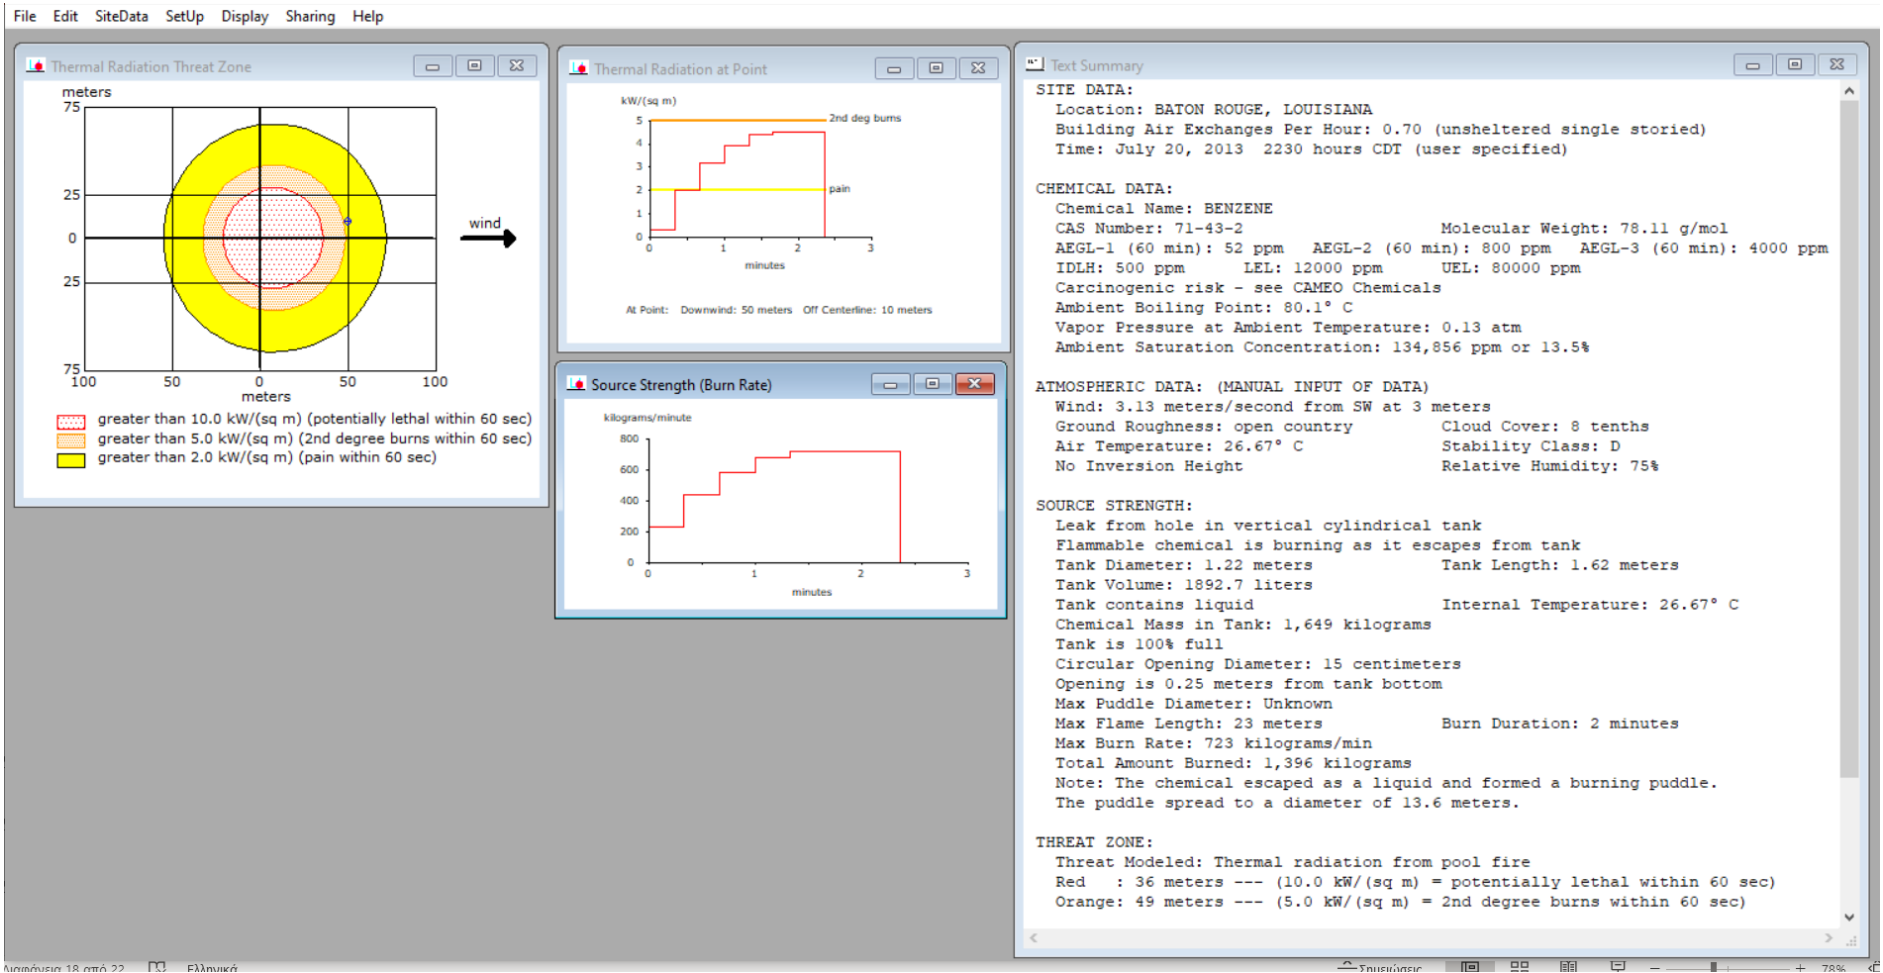 File Edit SiteData SetUp Display Sharing Help
Thermal Radiation Threat Zone
meters
75
25
0
25
75
100 50 0 50 100
meters
wind
greater than 10.0 kW/(sq m) (potentially lethal within 60 sec)
greater than 5.0 kW/(sq m) (2nd degree burns within 60 sec)
greater than 2.0 kW/(sq m) (pain within 60 sec)
Thermal Radiation at Point
kW/(sq m)
5
4
3
2
1
0
2nd deg burns
pain
0 1 2 3
minutes
At Point: Downwind: 50 meters Off Centerline: 10 meters
Source Strength (Burn Rate)
kilograms/minute
800
600
400
200
0
0 1 2 3
minutes
Text Summary
SITE DATA:
Location: BATON ROUGE, LOUISIANA
Building Air Exchanges Per Hour: 0.70 (unsheltered single storied)
Time: July 20, 2013 2230 hours CDT (user specified)
CHEMICAL DATA:
Chemical Name: BENZENE
CAS Number: 71-43-2 Molecular Weight: 78.11 g/mol
AEGL-1 (60 min): 52 ppm AEGL-2 (60 min): 800 ppm AEGL-3 (60 min): 4000 ppm
IDLH: 500 ppm LEL: 12000 ppm UEL: 80000 ppm
Carcinogenic risk - see CAMEO Chemicals
Ambient Boiling Point: 80.1° C
Vapor Pressure at Ambient Temperature: 0.13 atm
Ambient Saturation Concentration: 134,856 ppm or 13.5%
ATMOSPHERIC DATA: (MANUAL INPUT OF DATA)
Wind: 3.13 meters/second from SW at 3 meters
Ground Roughness: open country Cloud Cover: 8 tenths
Air Temperature: 26.67° C Stability Class: D
No Inversion Height Relative Humidity: 75%
SOURCE STRENGTH:
Leak from hole in vertical cylindrical tank
Flammable chemical is burning as it escapes from tank
Tank Diameter: 1.22 meters Tank Length: 1.62 meters
Tank Volume: 1892.7 liters
Tank contains liquid Internal Temperature: 26.67° C
Chemical Mass in Tank: 1,649 kilograms
Tank is 100% full
Circular Opening Diameter: 15 centimeters
Opening is 0.25 meters from tank bottom
Max Puddle Diameter: Unknown
Max Flame Length: 23 meters Burn Duration: 2 minutes
Max Burn Rate: 723 kilograms/min
Total Amount Burned: 1,396 kilograms
Note: The chemical escaped as a liquid and formed a burning puddle.
The puddle spread to a diameter of 13.6 meters.
THREAT ZONE:
Threat Modeled: Thermal radiation from pool fire
Red : 36 meters --- (10.0 kW/(sq m) = potentially lethal within 60 sec)
Orange: 49 meters --- (5.0 kW/(sq m) = 2nd degree burns within 60 sec)
Διαφάνεια 18 από 22 Ελληνικά Σημειώσεις 78%